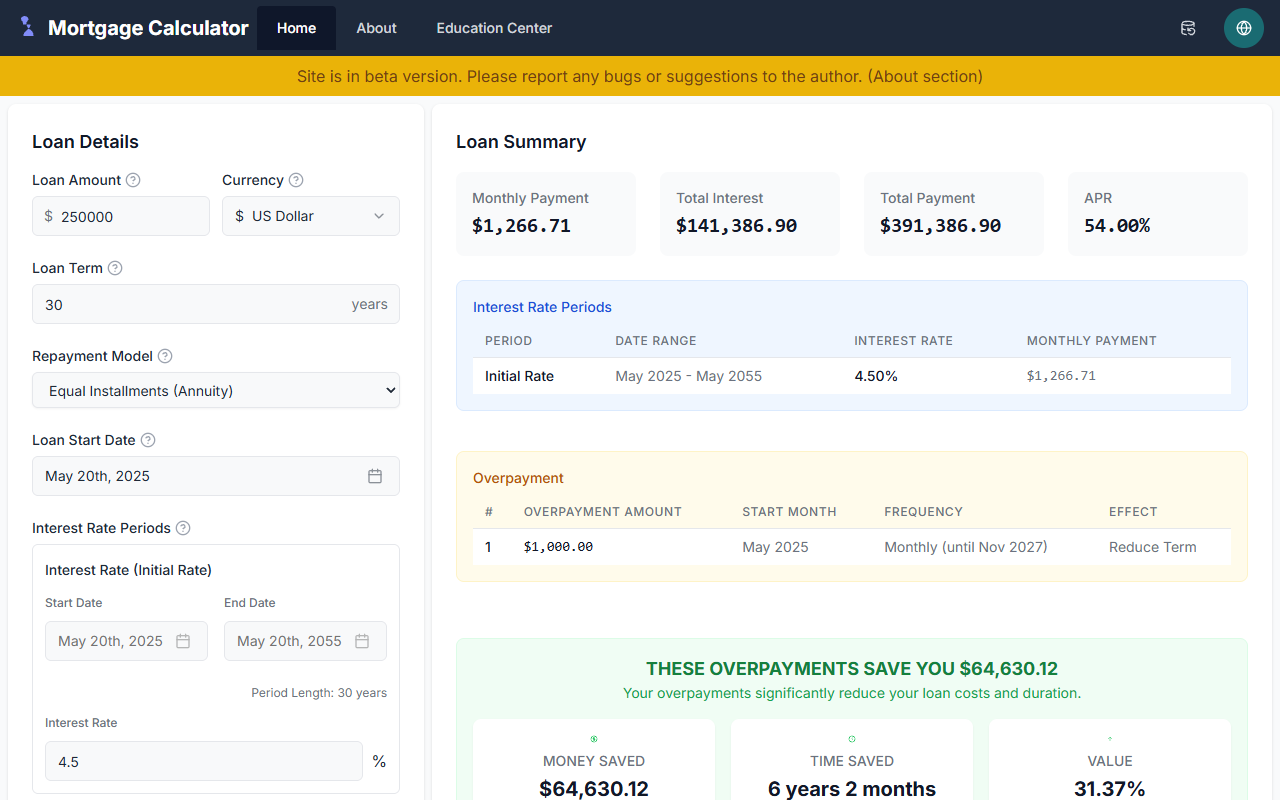 Mortgage Calculator
Home
About
Education Center
Site is in beta version. Please report any bugs or suggestions to the author. (About section)
Loan Details
Loan Amount
Currency
$ 250000
$ US Dollar
Loan Term
30 years
Repayment Model
Equal Installments (Annuity)
Loan Start Date
May 20th, 2025
Interest Rate Periods
Interest Rate (Initial Rate)
Start Date
End Date
May 20th, 2025
May 20th, 2055
Period Length: 30 years
Interest Rate
4.5 %
Loan Summary
Monthly Payment
$1,266.71
Total Interest
$141,386.90
Total Payment
$391,386.90
APR
54.00%
Interest Rate Periods
PERIOD DATE RANGE INTEREST RATE MONTHLY PAYMENT
Initial Rate May 2025 - May 2055 4.50% $1,266.71
Overpayment
# OVERPAYMENT AMOUNT START MONTH FREQUENCY EFFECT
1 $1,000.00 May 2025 Monthly (until Nov 2027) Reduce Term
THESE OVERPAYMENTS SAVE YOU $64,630.12
Your overpayments significantly reduce your loan costs and duration.
MONEY SAVED
$64,630.12
TIME SAVED
6 years 2 months
VALUE
31.37%